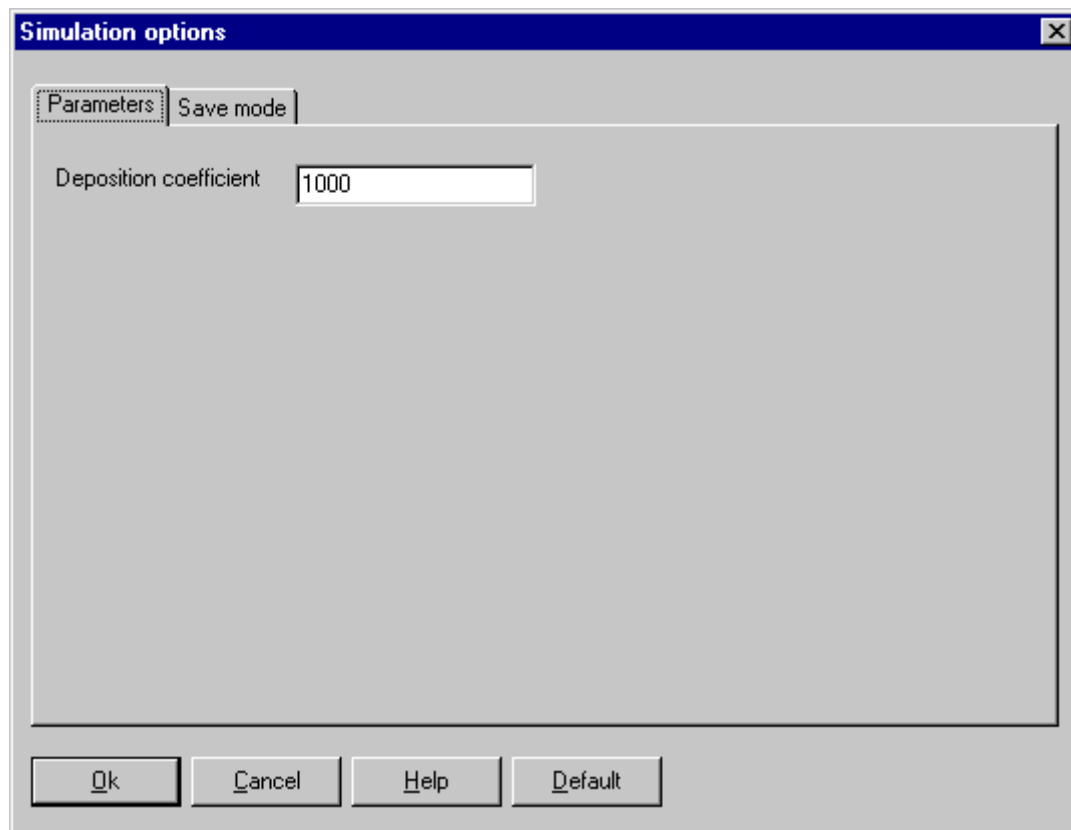 Simulation options
Parameters Save mode
Deposition coefficient 1000
Ok Cancel Help Default